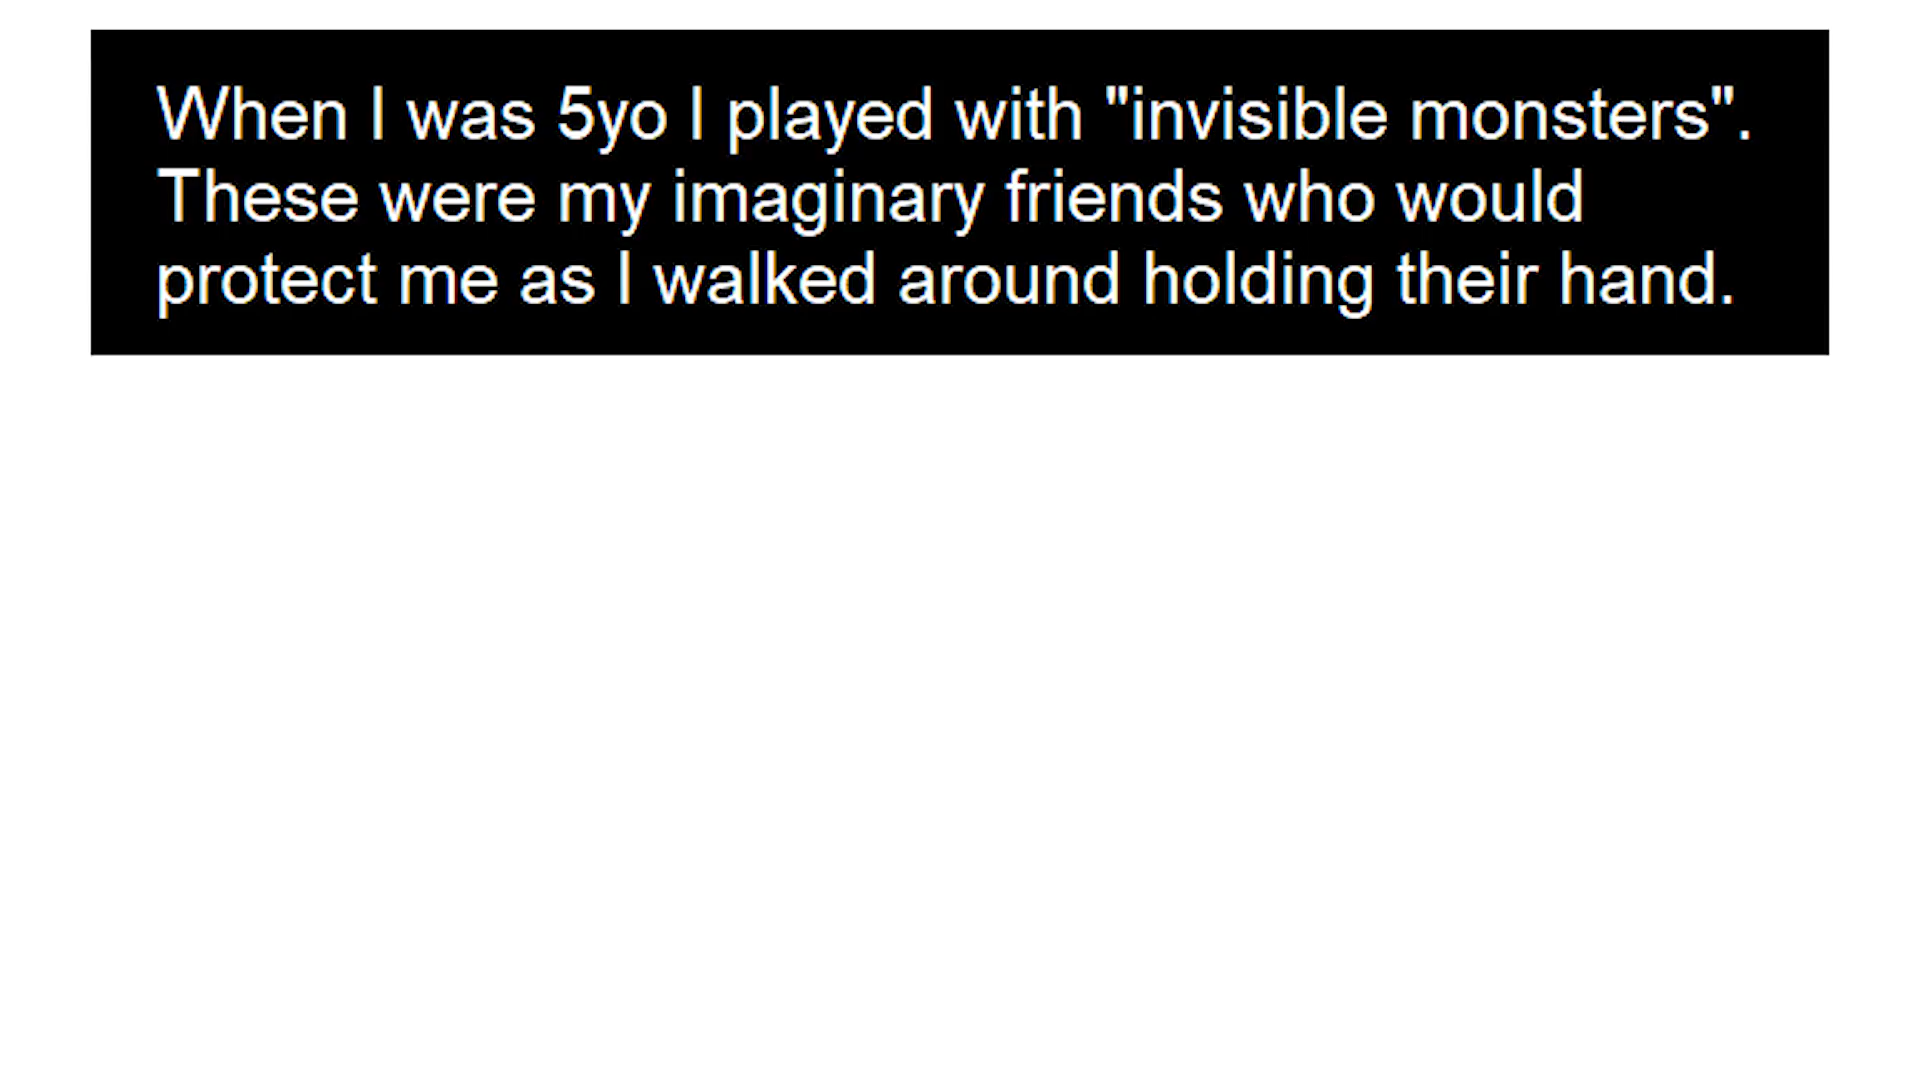 When I was 5yo I played with "invisible monsters".
These were my imaginary friends who would
protect me as I walked around holding their hand.